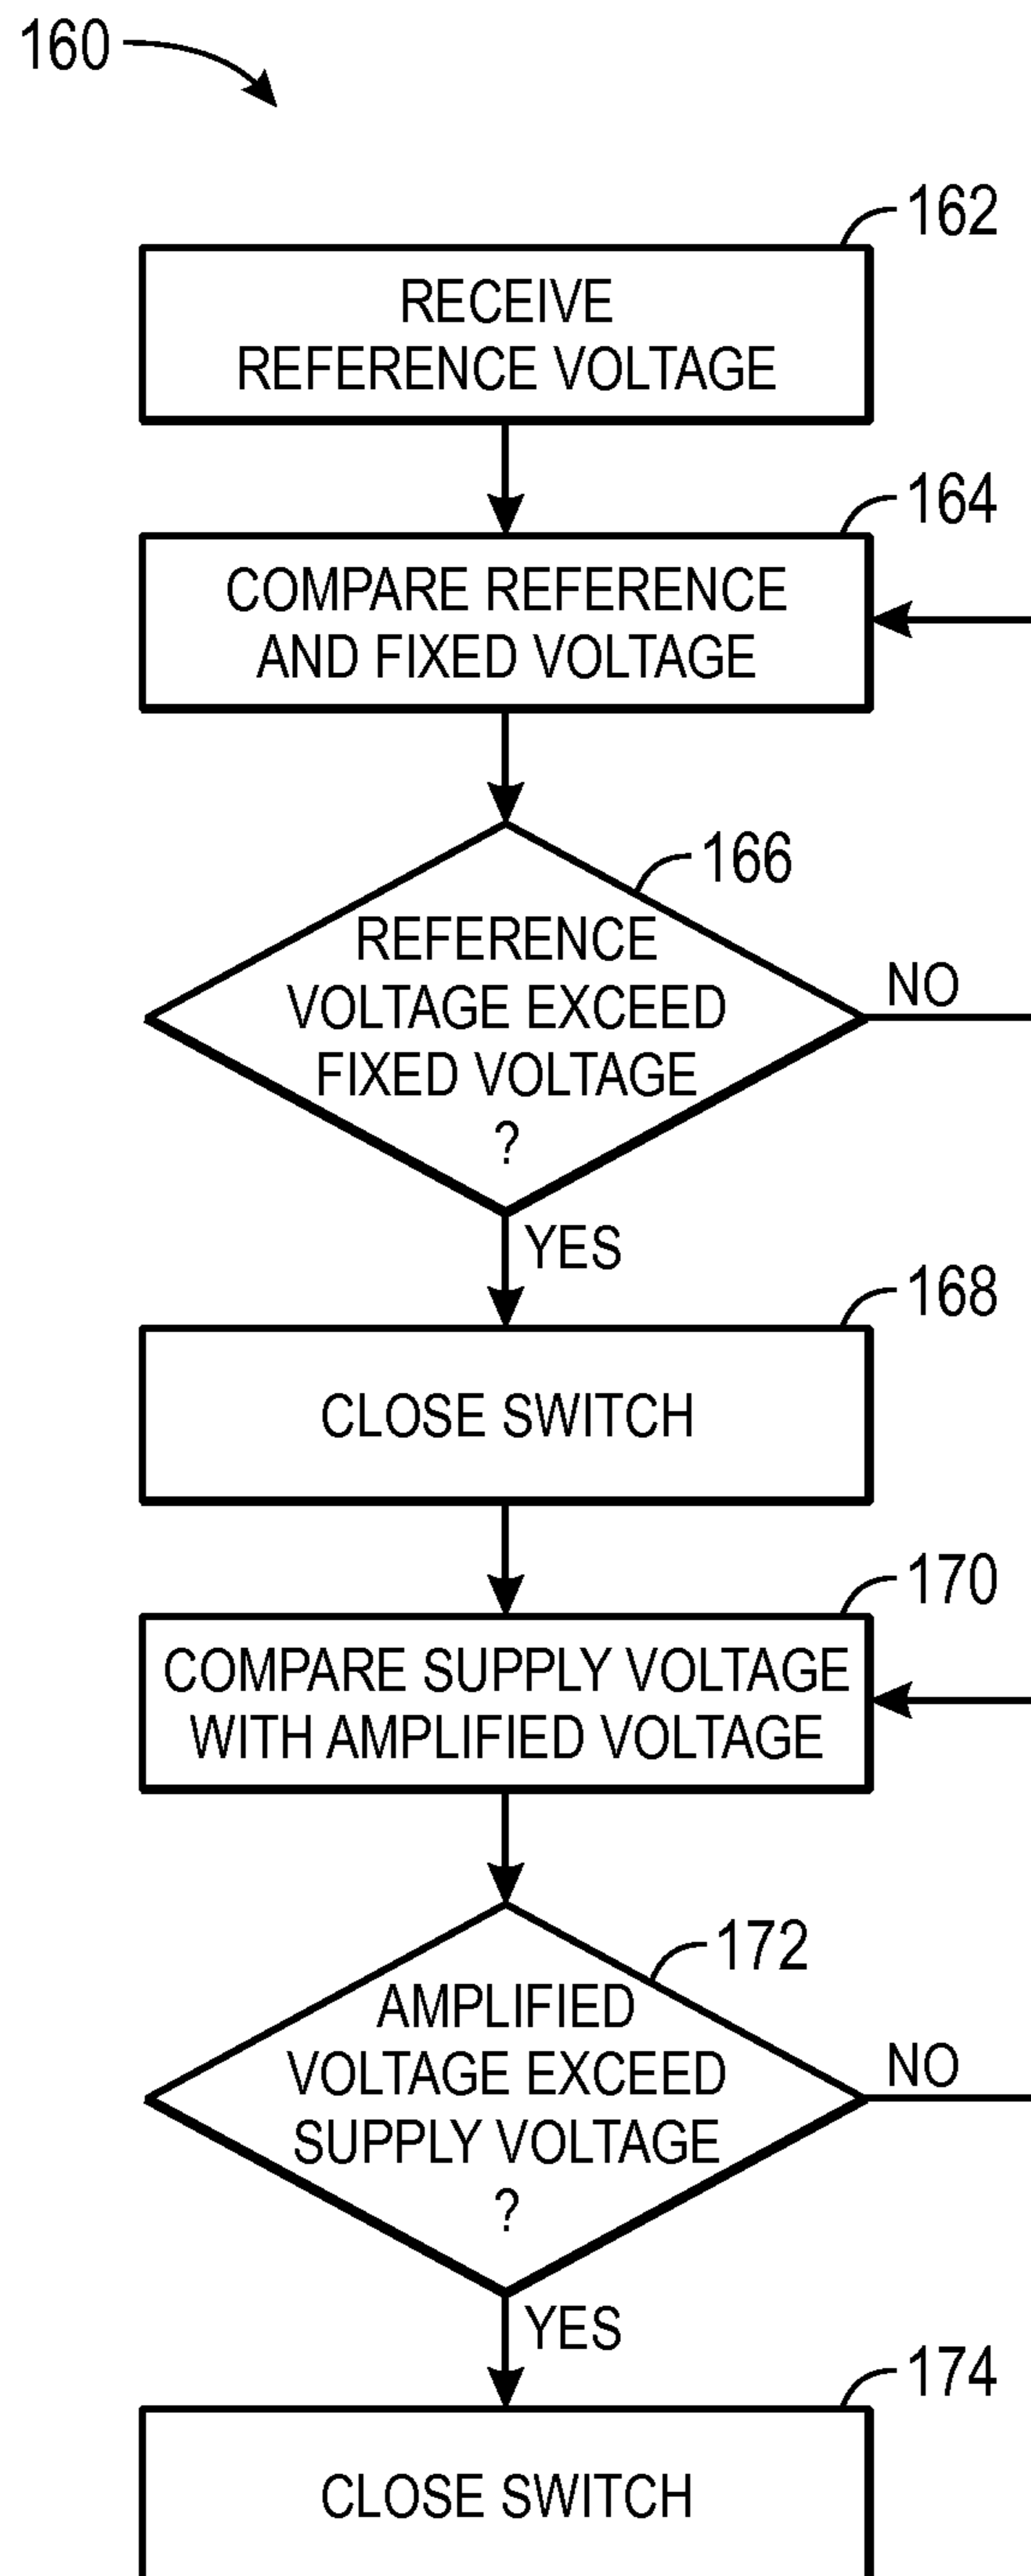 160
162
RECEIVE
REFERENCE VOLTAGE
164
COMPARE REFERENCE
AND FIXED VOLTAGE
166
REFERENCE
VOLTAGE EXCEED
FIXED VOLTAGE
?
NO
YES
168
CLOSE SWITCH
170
COMPARE SUPPLY VOLTAGE
WITH AMPLIFIED VOLTAGE
172
AMPLIFIED
VOLTAGE EXCEED
SUPPLY VOLTAGE
?
NO
YES
174
CLOSE SWITCH